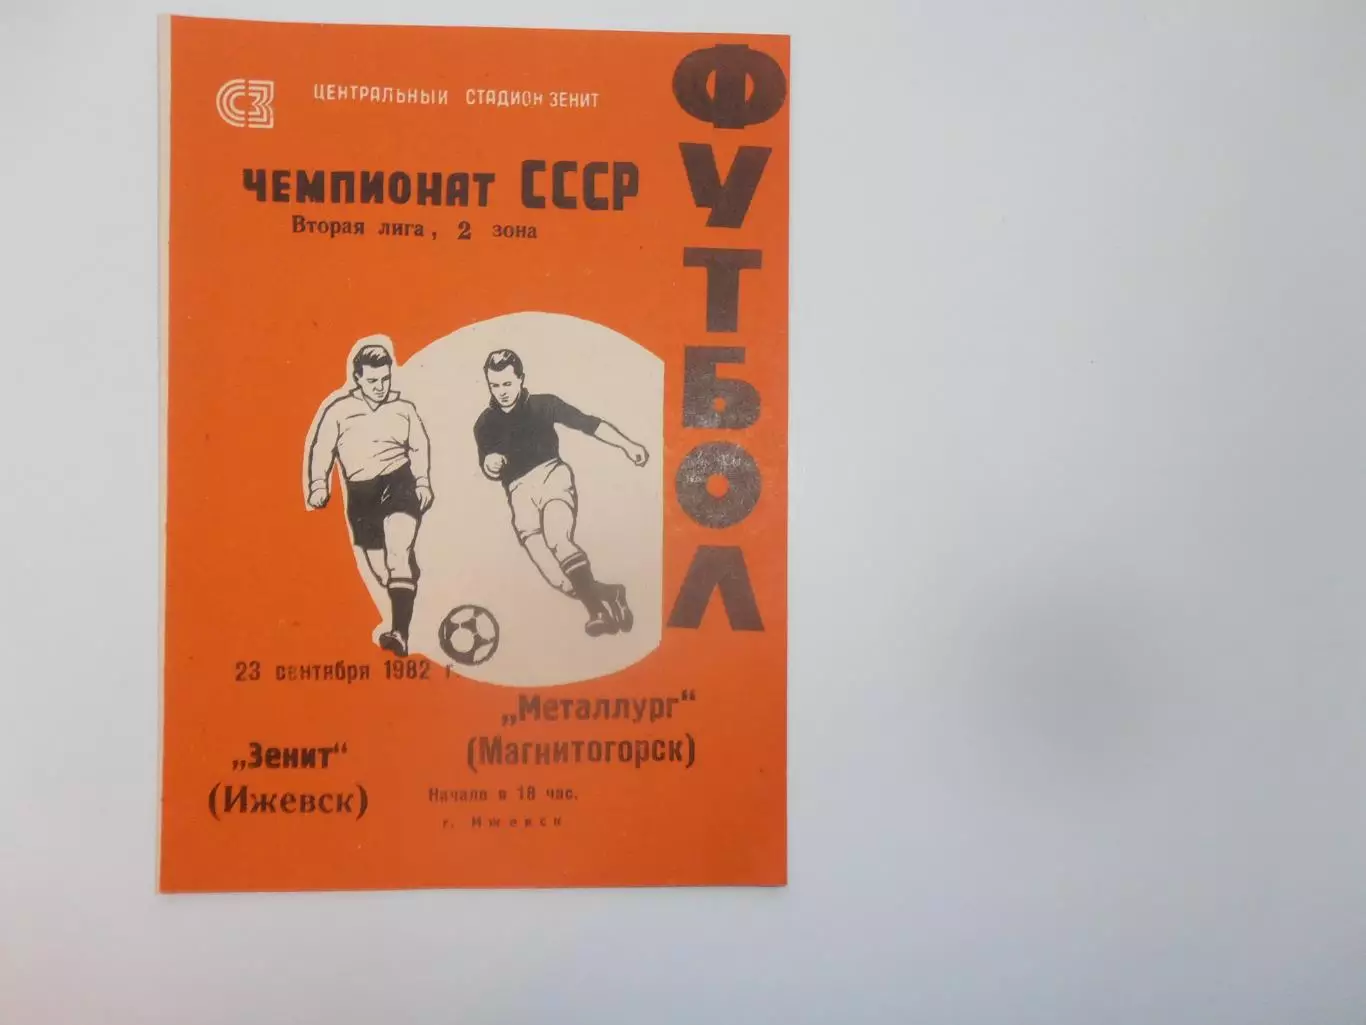 СЗ
ЦЕНТРАЛЬНЫЙ СТАДИОН ЗЕНИТ
ФУТБОЛ
ЧЕМПИОНАТ СССР
Вторая лига, 2 зона
23 сентября 1982 г.
„Металлург“
(Магнитогорск)
„Зенит“
(Ижевск)
Начало в 18 час.
г. Ижевск